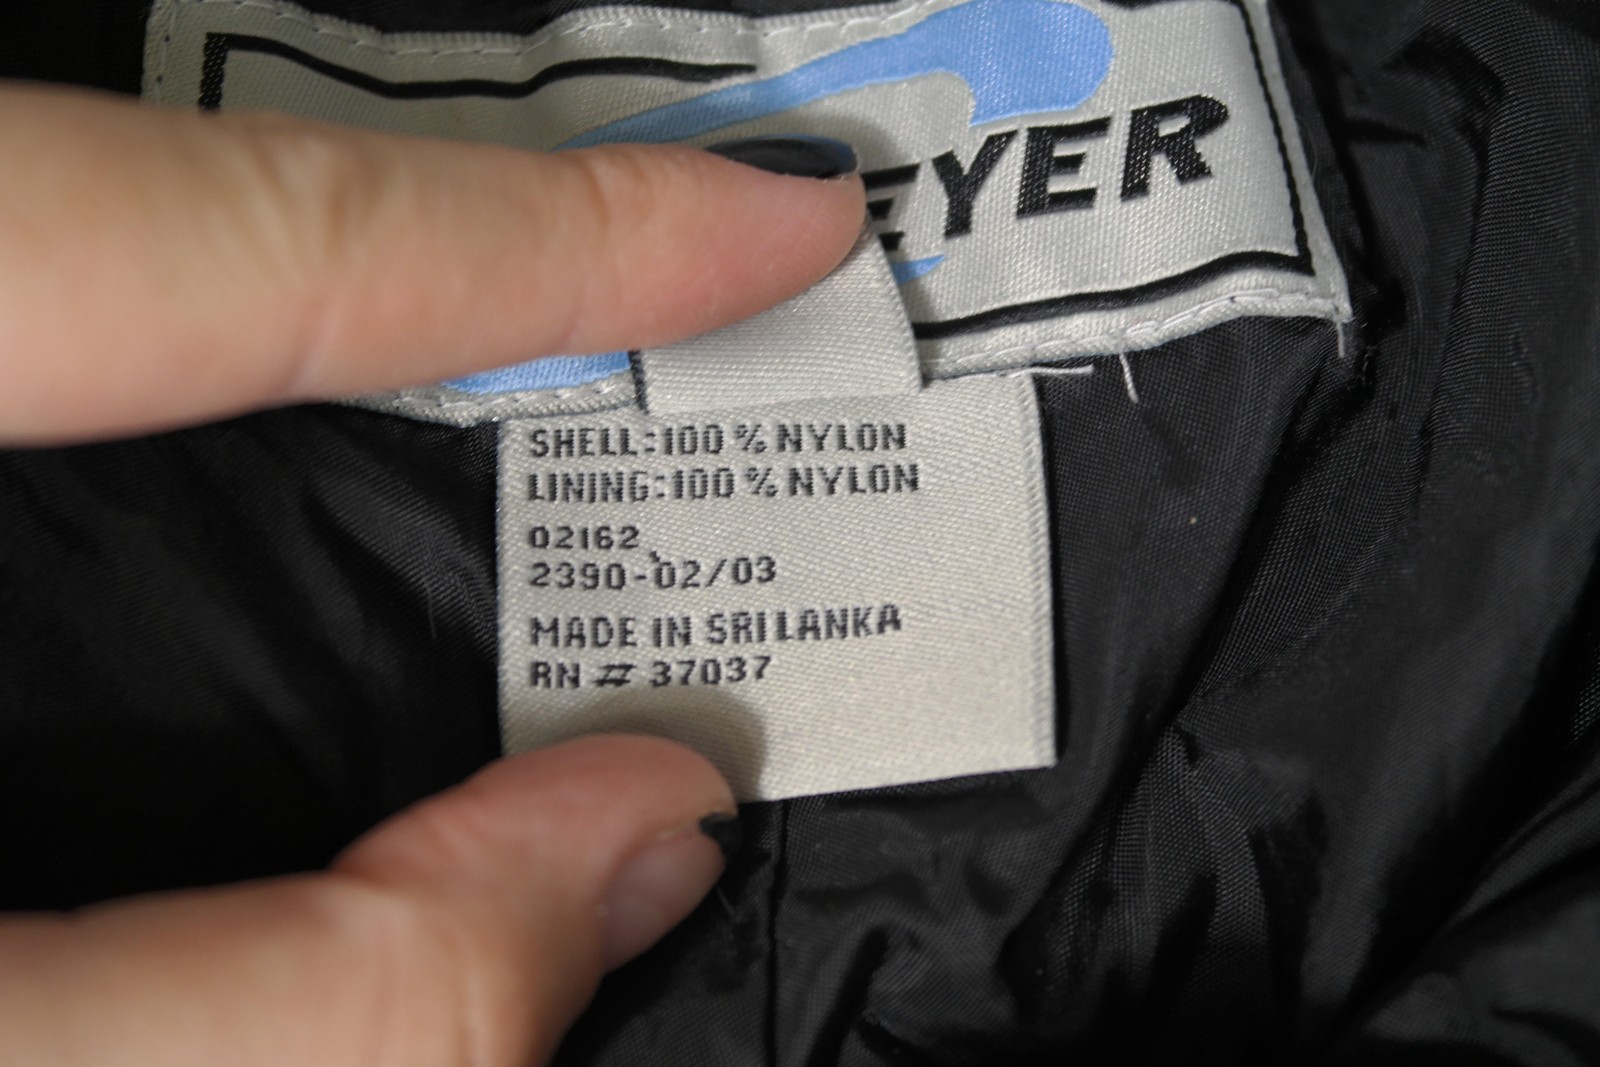 EYER
SHELL:100 % NYLON
LINING:100 % NYLON
02162
2390-02/03
MADE IN SRI LANKA
RN # 37037